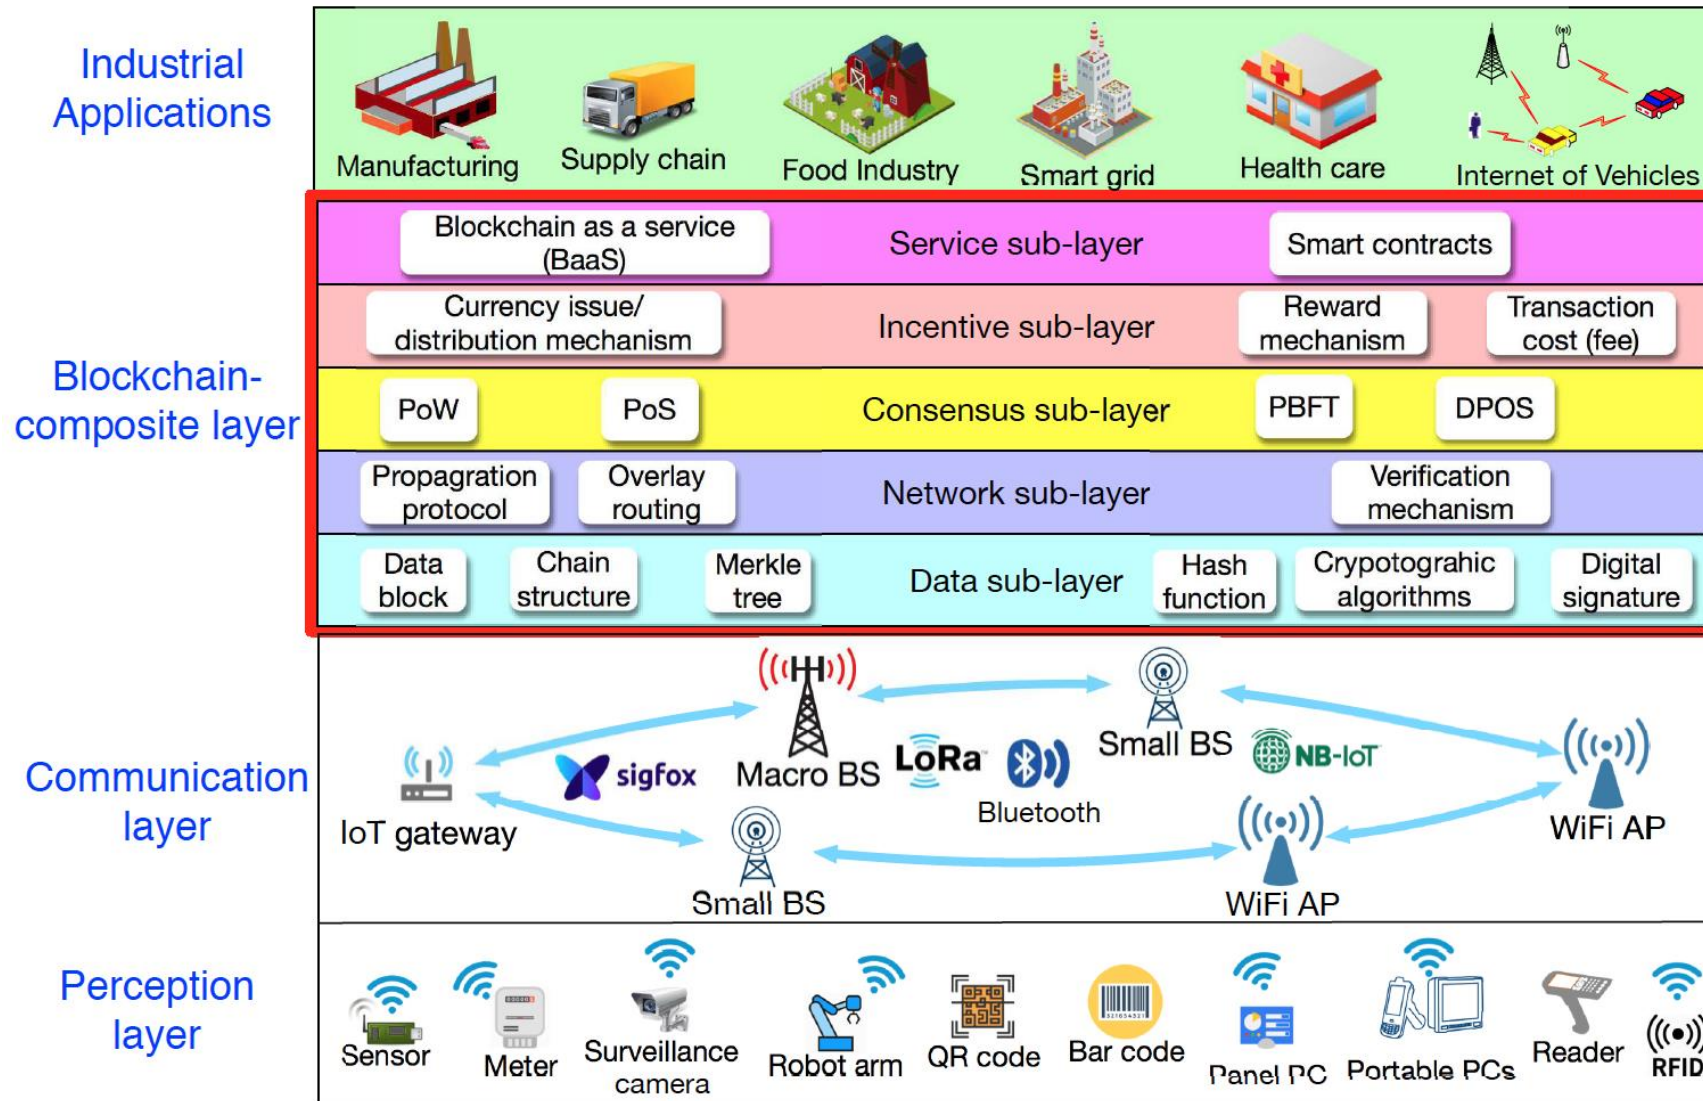 Industrial
Applications
Manufacturing
Supply chain
Food Industry
Smart grid
Health care
Internet of Vehicles
Blockchain-
composite layer
Blockchain as a service
(BaaS)
Service sub-layer
Smart contracts
Currency issue/
distribution mechanism
Incentive sub-layer
Reward
mechanism
Transaction
cost (fee)
PoW
PoS
Consensus sub-layer
PBFT
DPOS
Propagration
protocol
Overlay
routing
Network sub-layer
Verification
mechanism
Data
block
Chain
structure
Merkle
tree
Data sub-layer
Hash
function
Crypotograhic
algorithms
Digital
signature
Communication
layer
IoT gateway
sigfox
Macro BS
LoRa
Bluetooth
Small BS
NB-IoT
WiFi AP
Small BS
WiFi AP
Perception
layer
Sensor
Meter
Surveillance
camera
Robot arm
QR code
Bar code
Panel PC
Portable PCs
Reader
RFID